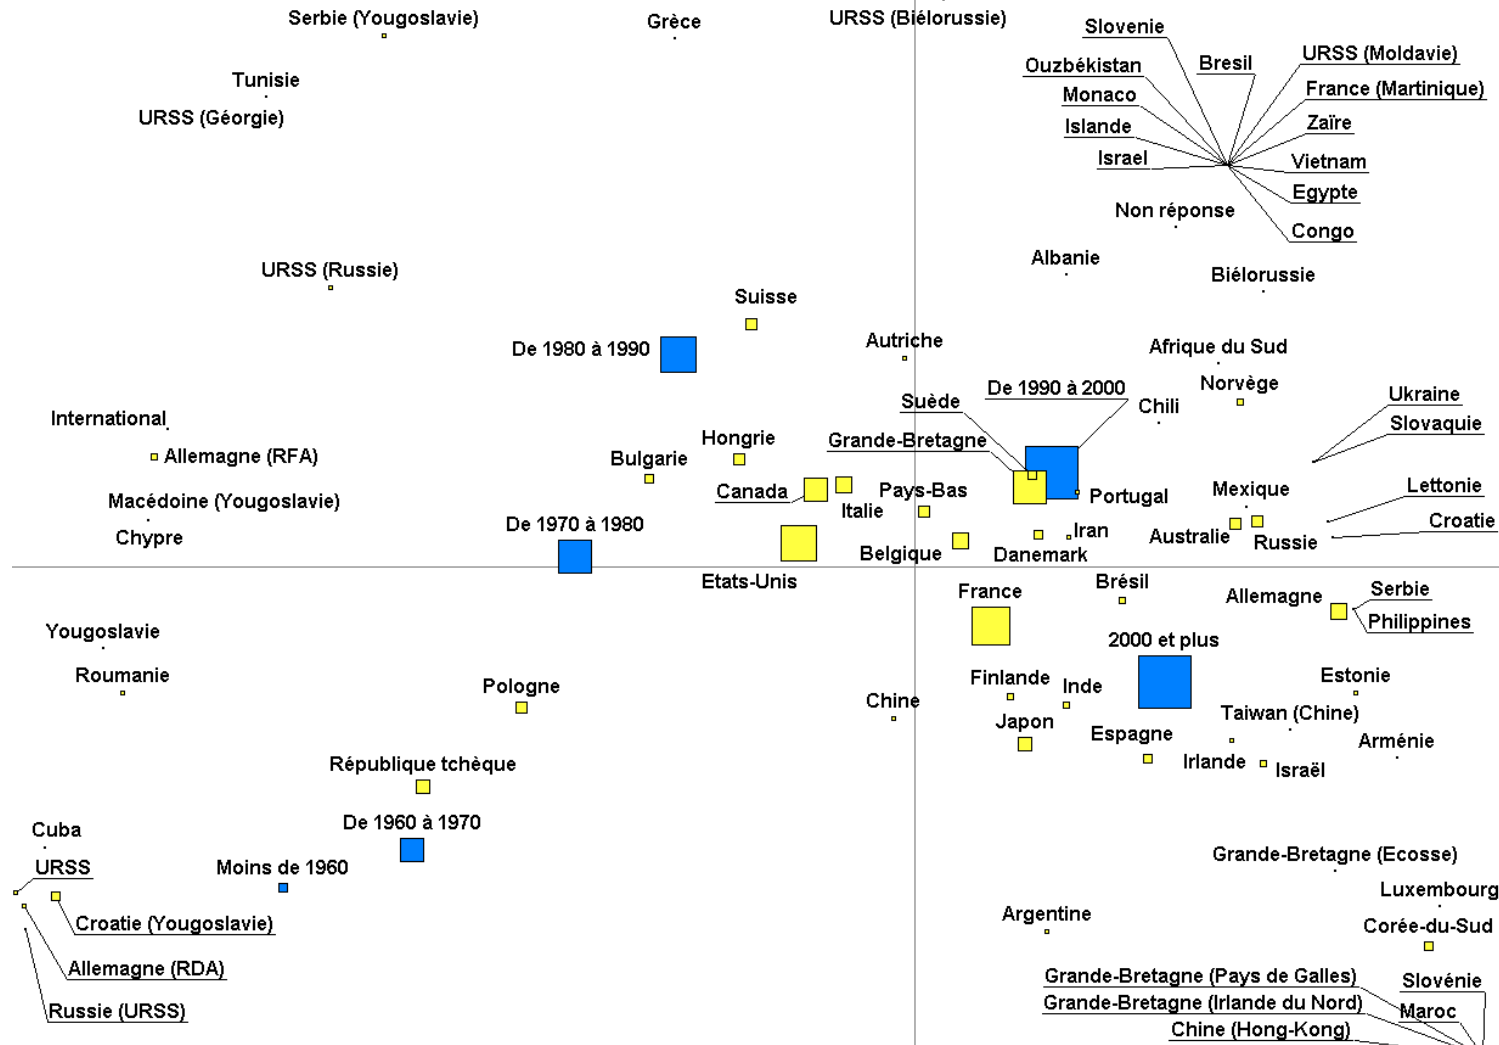 Serbie (Yougoslavie)
Grèce
URSS (Biélorussie)
Slovenie
Ouzbékistan
Bresil
URSS (Moldavie)
Monaco
France (Martinique)
Tunisie
URSS (Géorgie)
Islande
Zaïre
Israel
Vietnam
Egypte
Non réponse
Congo
Albanie
Biélorussie
URSS (Russie)
Suisse
De 1980 à 1990
Autriche
Afrique du Sud
Norvège
De 1990 à 2000
Suède
Chili
Ukraine
Slovaquie
International
Allemagne (RFA)
Hongrie
Grande-Bretagne
Bulgarie
Canada
Italie
Pays-Bas
Portugal
Mexique
Lettonie
Macédoine (Yougoslavie)
Chypre
De 1970 à 1980
Belgique
Danemark
Iran
Australie
Russie
Croatie
Etats-Unis
France
Brésil
Allemagne
Serbie
Philippines
Yougoslavie
2000 et plus
Roumanie
Pologne
Chine
Finlande
Inde
Estonie
Japon
Espagne
Taiwan (Chine)
Irlande
Israël
Arménie
République tchèque
De 1960 à 1970
Cuba
URSS
Moins de 1960
Grande-Bretagne (Ecosse)
Luxembourg
Croatie (Yougoslavie)
Argentine
Corée-du-Sud
Allemagne (RDA)
Grande-Bretagne (Pays de Galles)
Slovénie
Russie (URSS)
Grande-Bretagne (Irlande du Nord)
Maroc
Chine (Hong-Kong)